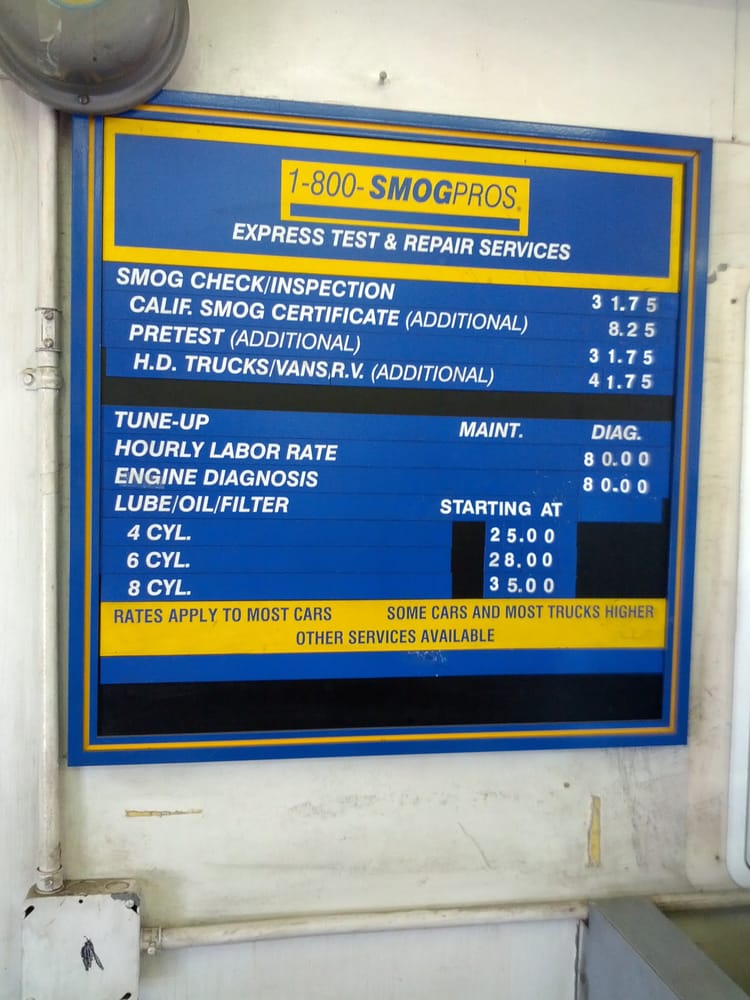 1-800-SMOGPROS
EXPRESS TEST & REPAIR SERVICES
SMOG CHECK/INSPECTION 31.75
CALIF. SMOG CERTIFICATE (ADDITIONAL) 8.25
PRETEST (ADDITIONAL) 31.75
H.D. TRUCKS/VANS,R.V. (ADDITIONAL) 41.75
TUNE-UP MAINT. DIAG.
HOURLY LABOR RATE 80.00
ENGINE DIAGNOSIS 80.00
LUBE/OIL/FILTER STARTING AT
4 CYL. 25.00
6 CYL. 28.00
8 CYL. 35.00
RATES APPLY TO MOST CARS SOME CARS AND MOST TRUCKS HIGHER
OTHER SERVICES AVAILABLE